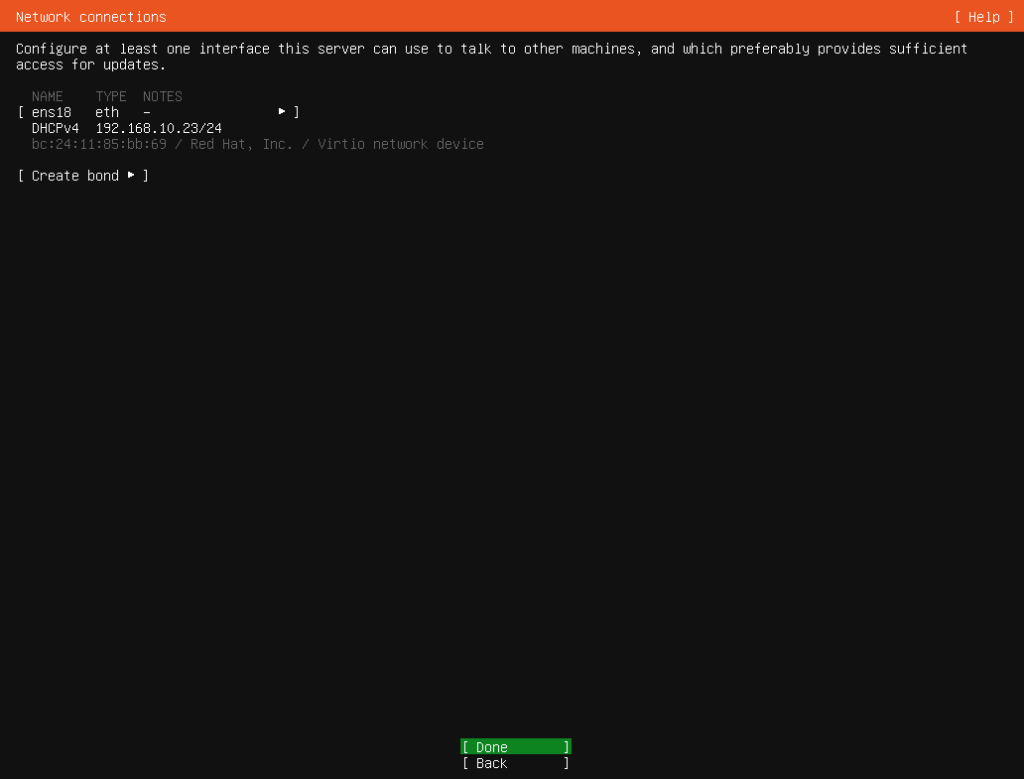 Network connections [ Help ]
Configure at least one interface this server can use to talk to other machines, and which preferably provides sufficient
access for updates.
NAME TYPE NOTES
[ ens18 eth – ▸ ]
DHCPv4 192.168.10.23/24
bc:24:11:85:bb:69 / Red Hat, Inc. / Virtio network device
[ Create bond ▸ ]
[ Done ]
[ Back ]